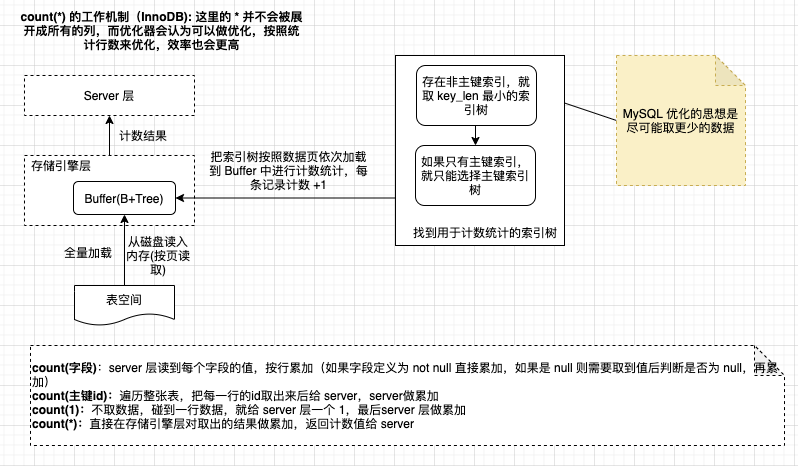 count(*) 的工作机制（InnoDB): 这里的 * 并不会被展
开成所有的列，而优化器会认为可以做优化，按照统
计行数来优化，效率也会更高
Server 层
计数结果
存储引擎层
Buffer(B+Tree)
全量加载
从磁盘读入
内存(按页读
取)
表空间
把索引树按照数据页依次加载
到 Buffer 中进行计数统计，每
条记录计数 +1
存在非主键索引，就
取 key_len 最小的索
引树
如果只有主键索引，
就只能选择主键索引
树
找到用于计数统计的索引树
MySQL 优化的思想是
尽可能取更少的数据
count(字段)：server 层读到每个字段的值，按行累加（如果字段定义为 not null 直接累加，如果是 null 则需要取到值后判断是否为 null，再累
加）
count(主键id)：遍历整张表，把每一行的id取出来后给 server，server做累加
count(1)：不取数据，碰到一行数据，就给 server 层一个 1，最后server 层做累加
count(*)：直接在存储引擎层对取出的结果做累加，返回计数值给 server